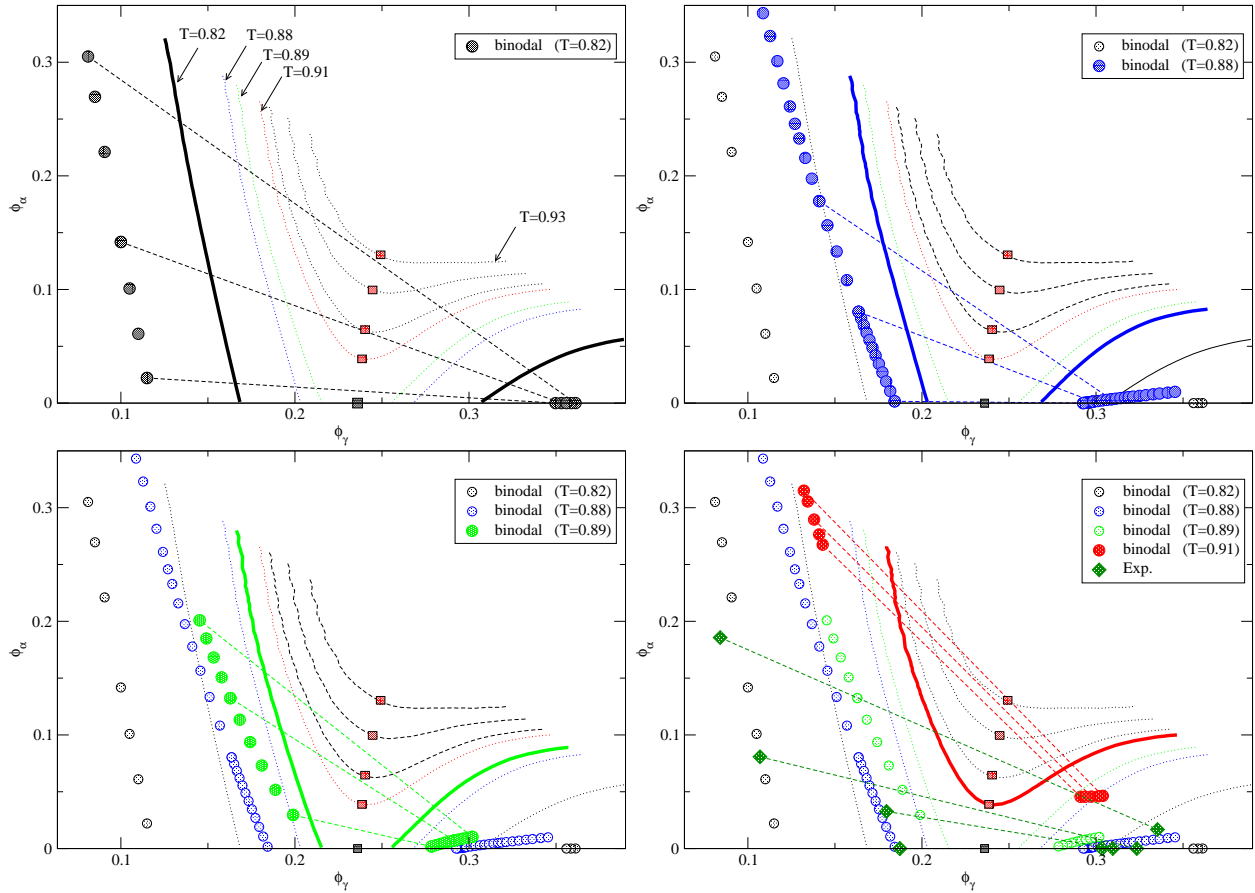 T=0.82
T=0.88
T=0.89
T=0.91
T=0.93
binodal (T=0.82)
0
0.1
0.2
0.3
ϕα
0.1
0.2
0.3
ϕγ
binodal (T=0.82)
binodal (T=0.88)
0
0.1
0.2
0.3
ϕα
0.1
0.2
0.3
ϕγ
binodal (T=0.82)
binodal (T=0.88)
binodal (T=0.89)
0
0.1
0.2
0.3
ϕα
0.1
0.2
0.3
ϕγ
binodal (T=0.82)
binodal (T=0.88)
binodal (T=0.89)
binodal (T=0.91)
Exp.
0
0.1
0.2
0.3
ϕα
0.1
0.2
0.3
ϕγ